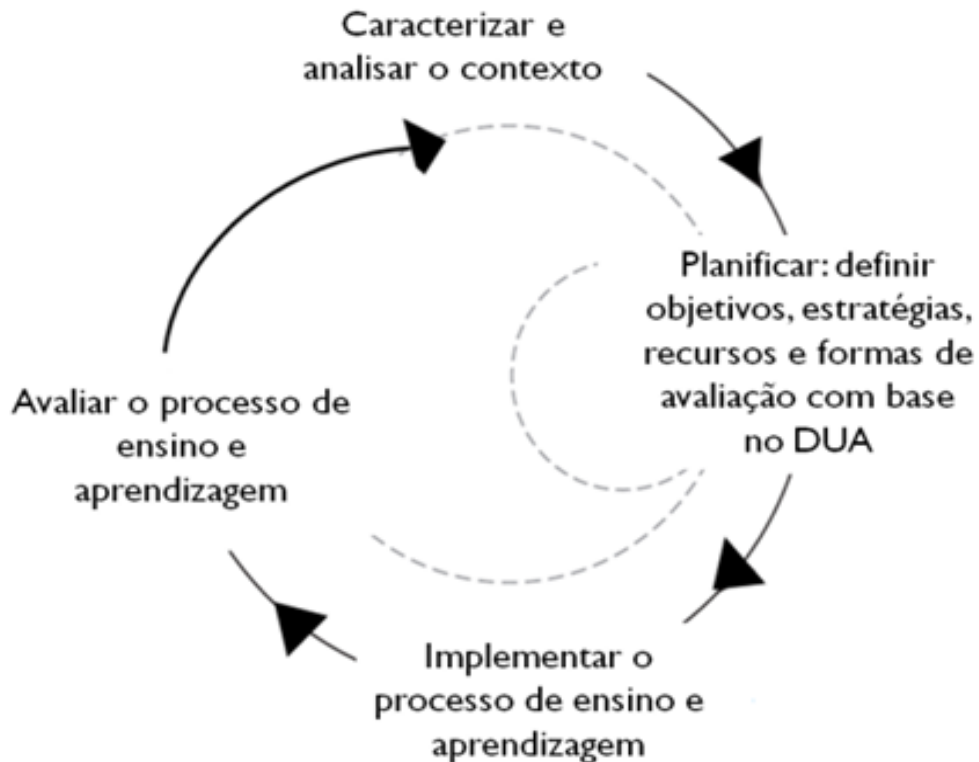 Caracterizar e
analisar o contexto
Planificar: definir
objetivos, estratégias,
recursos e formas de
avaliação com base
no DUA
Implementar o
processo de ensino e
aprendizagem
Avaliar o processo de
ensino e
aprendizagem